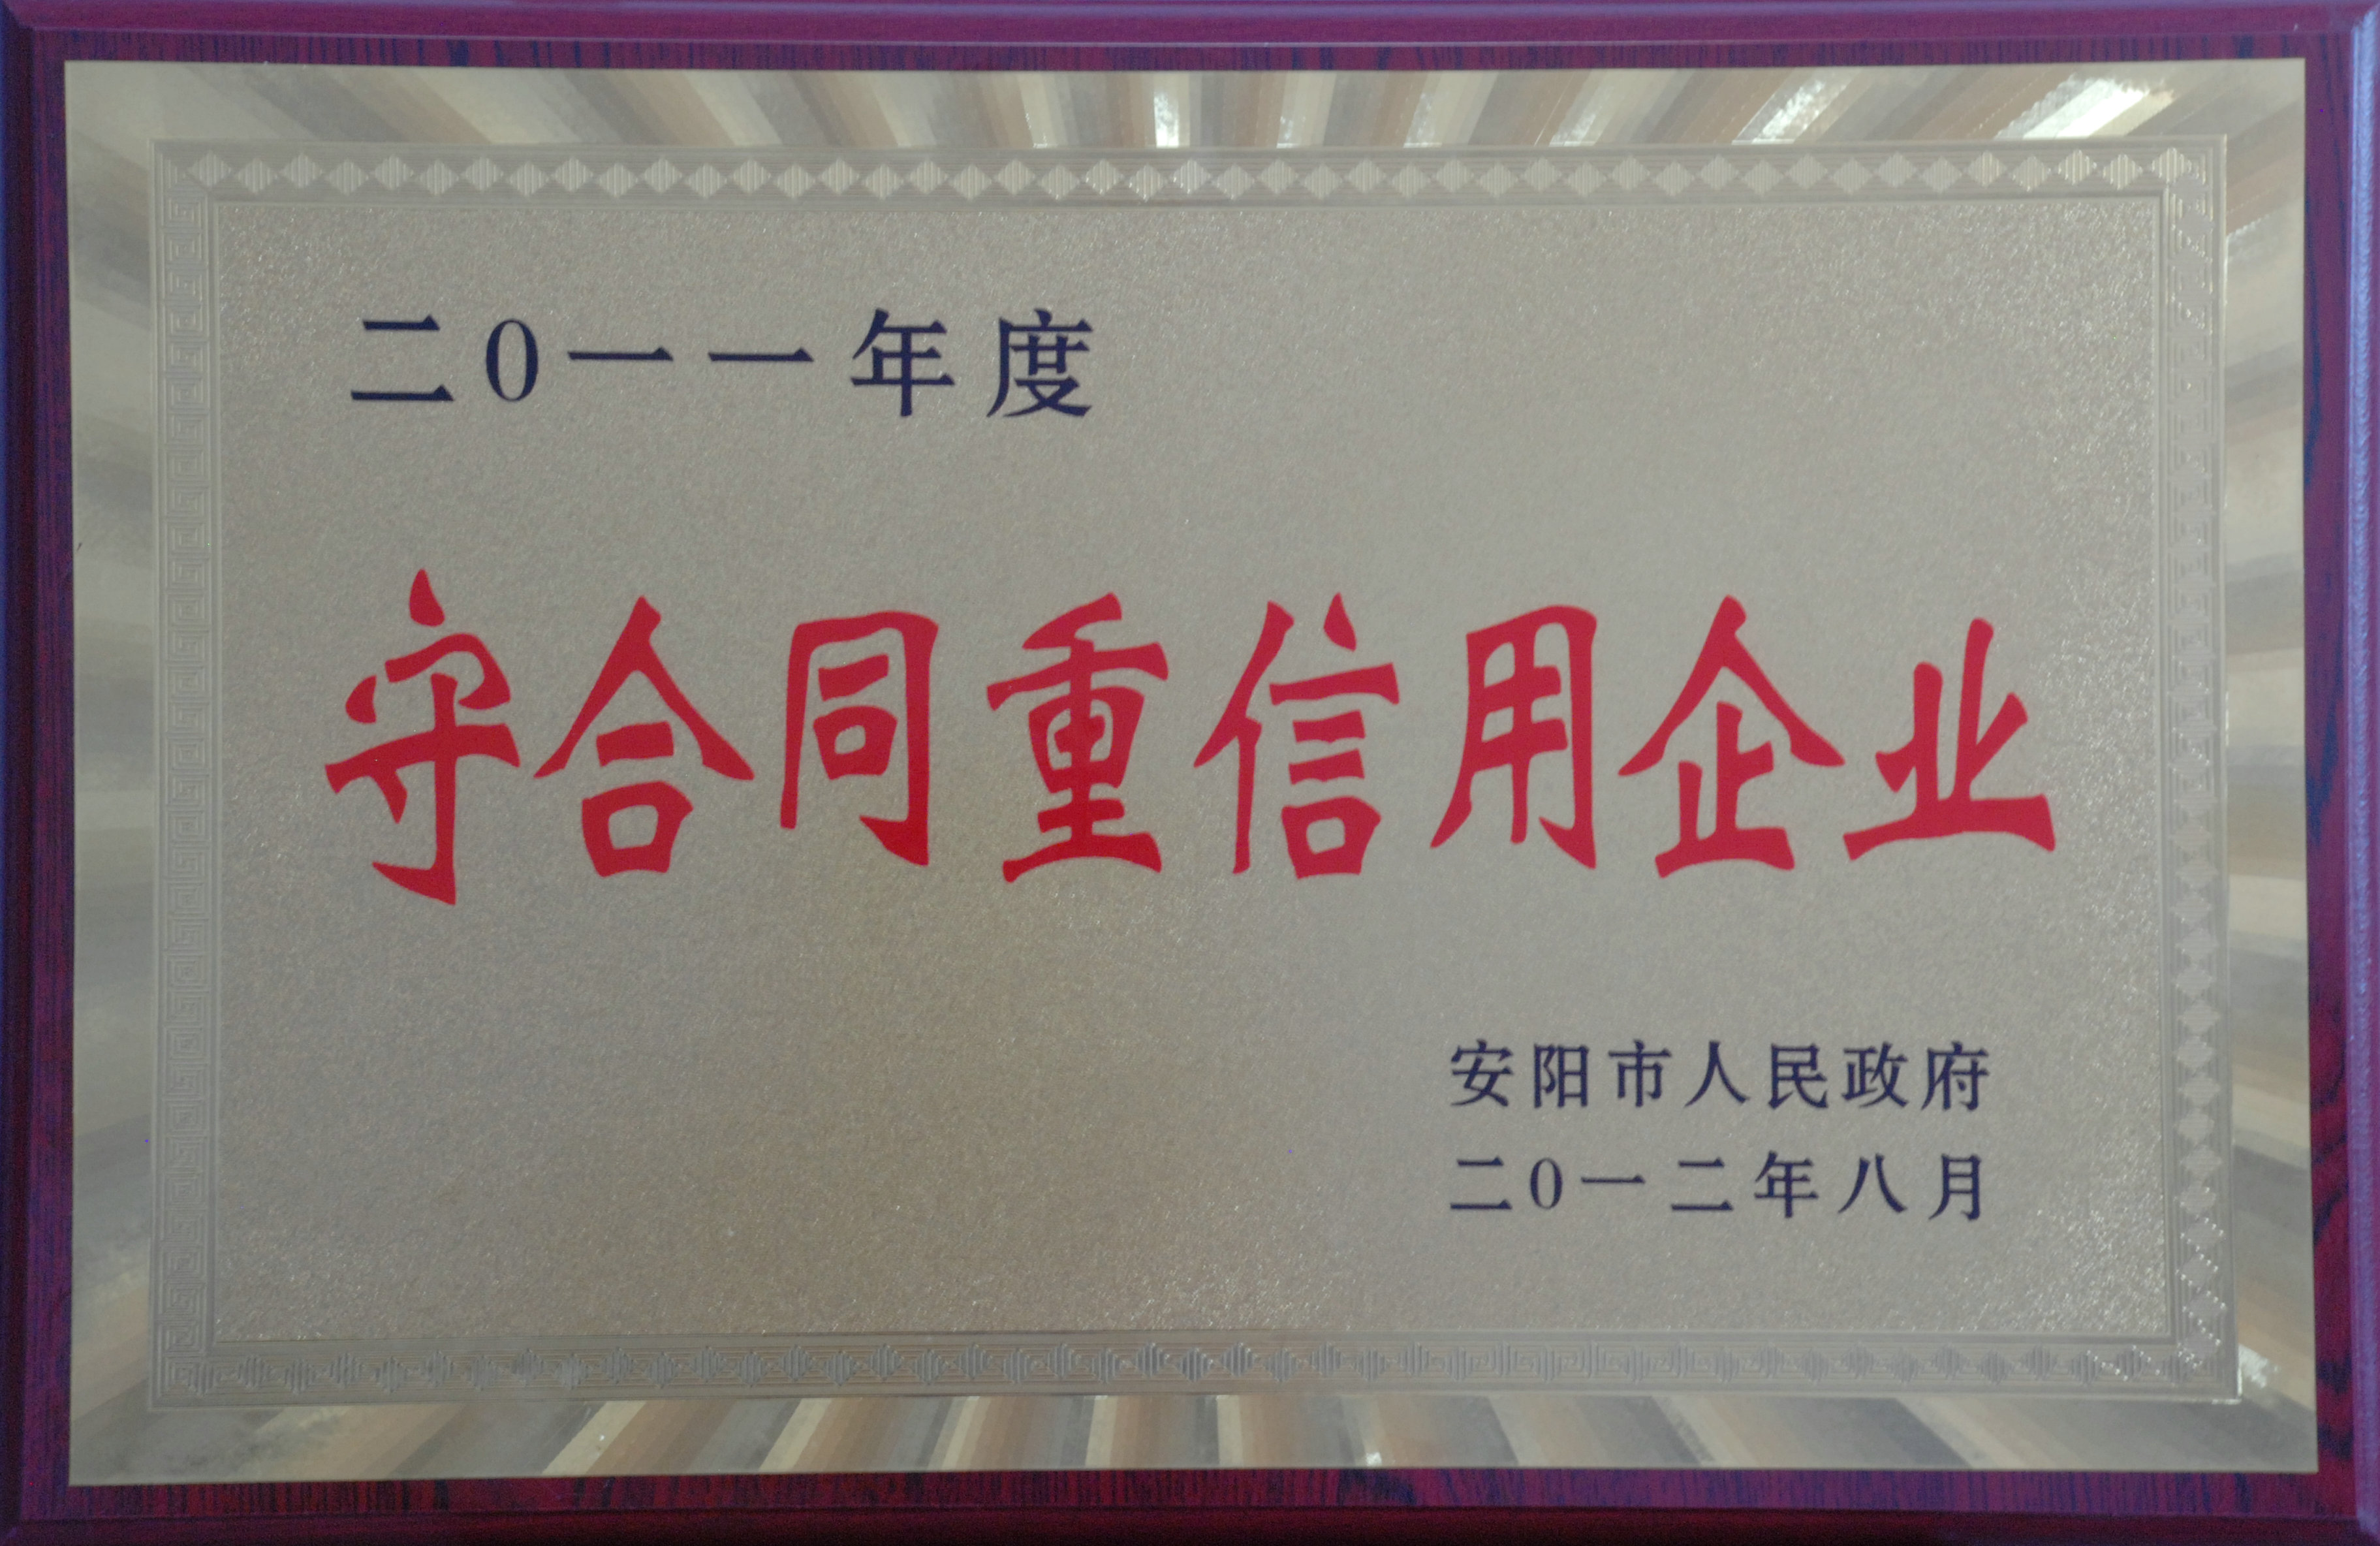 二0一一年度
守合同重信用企业
安阳市人民政府
二0一二年八月